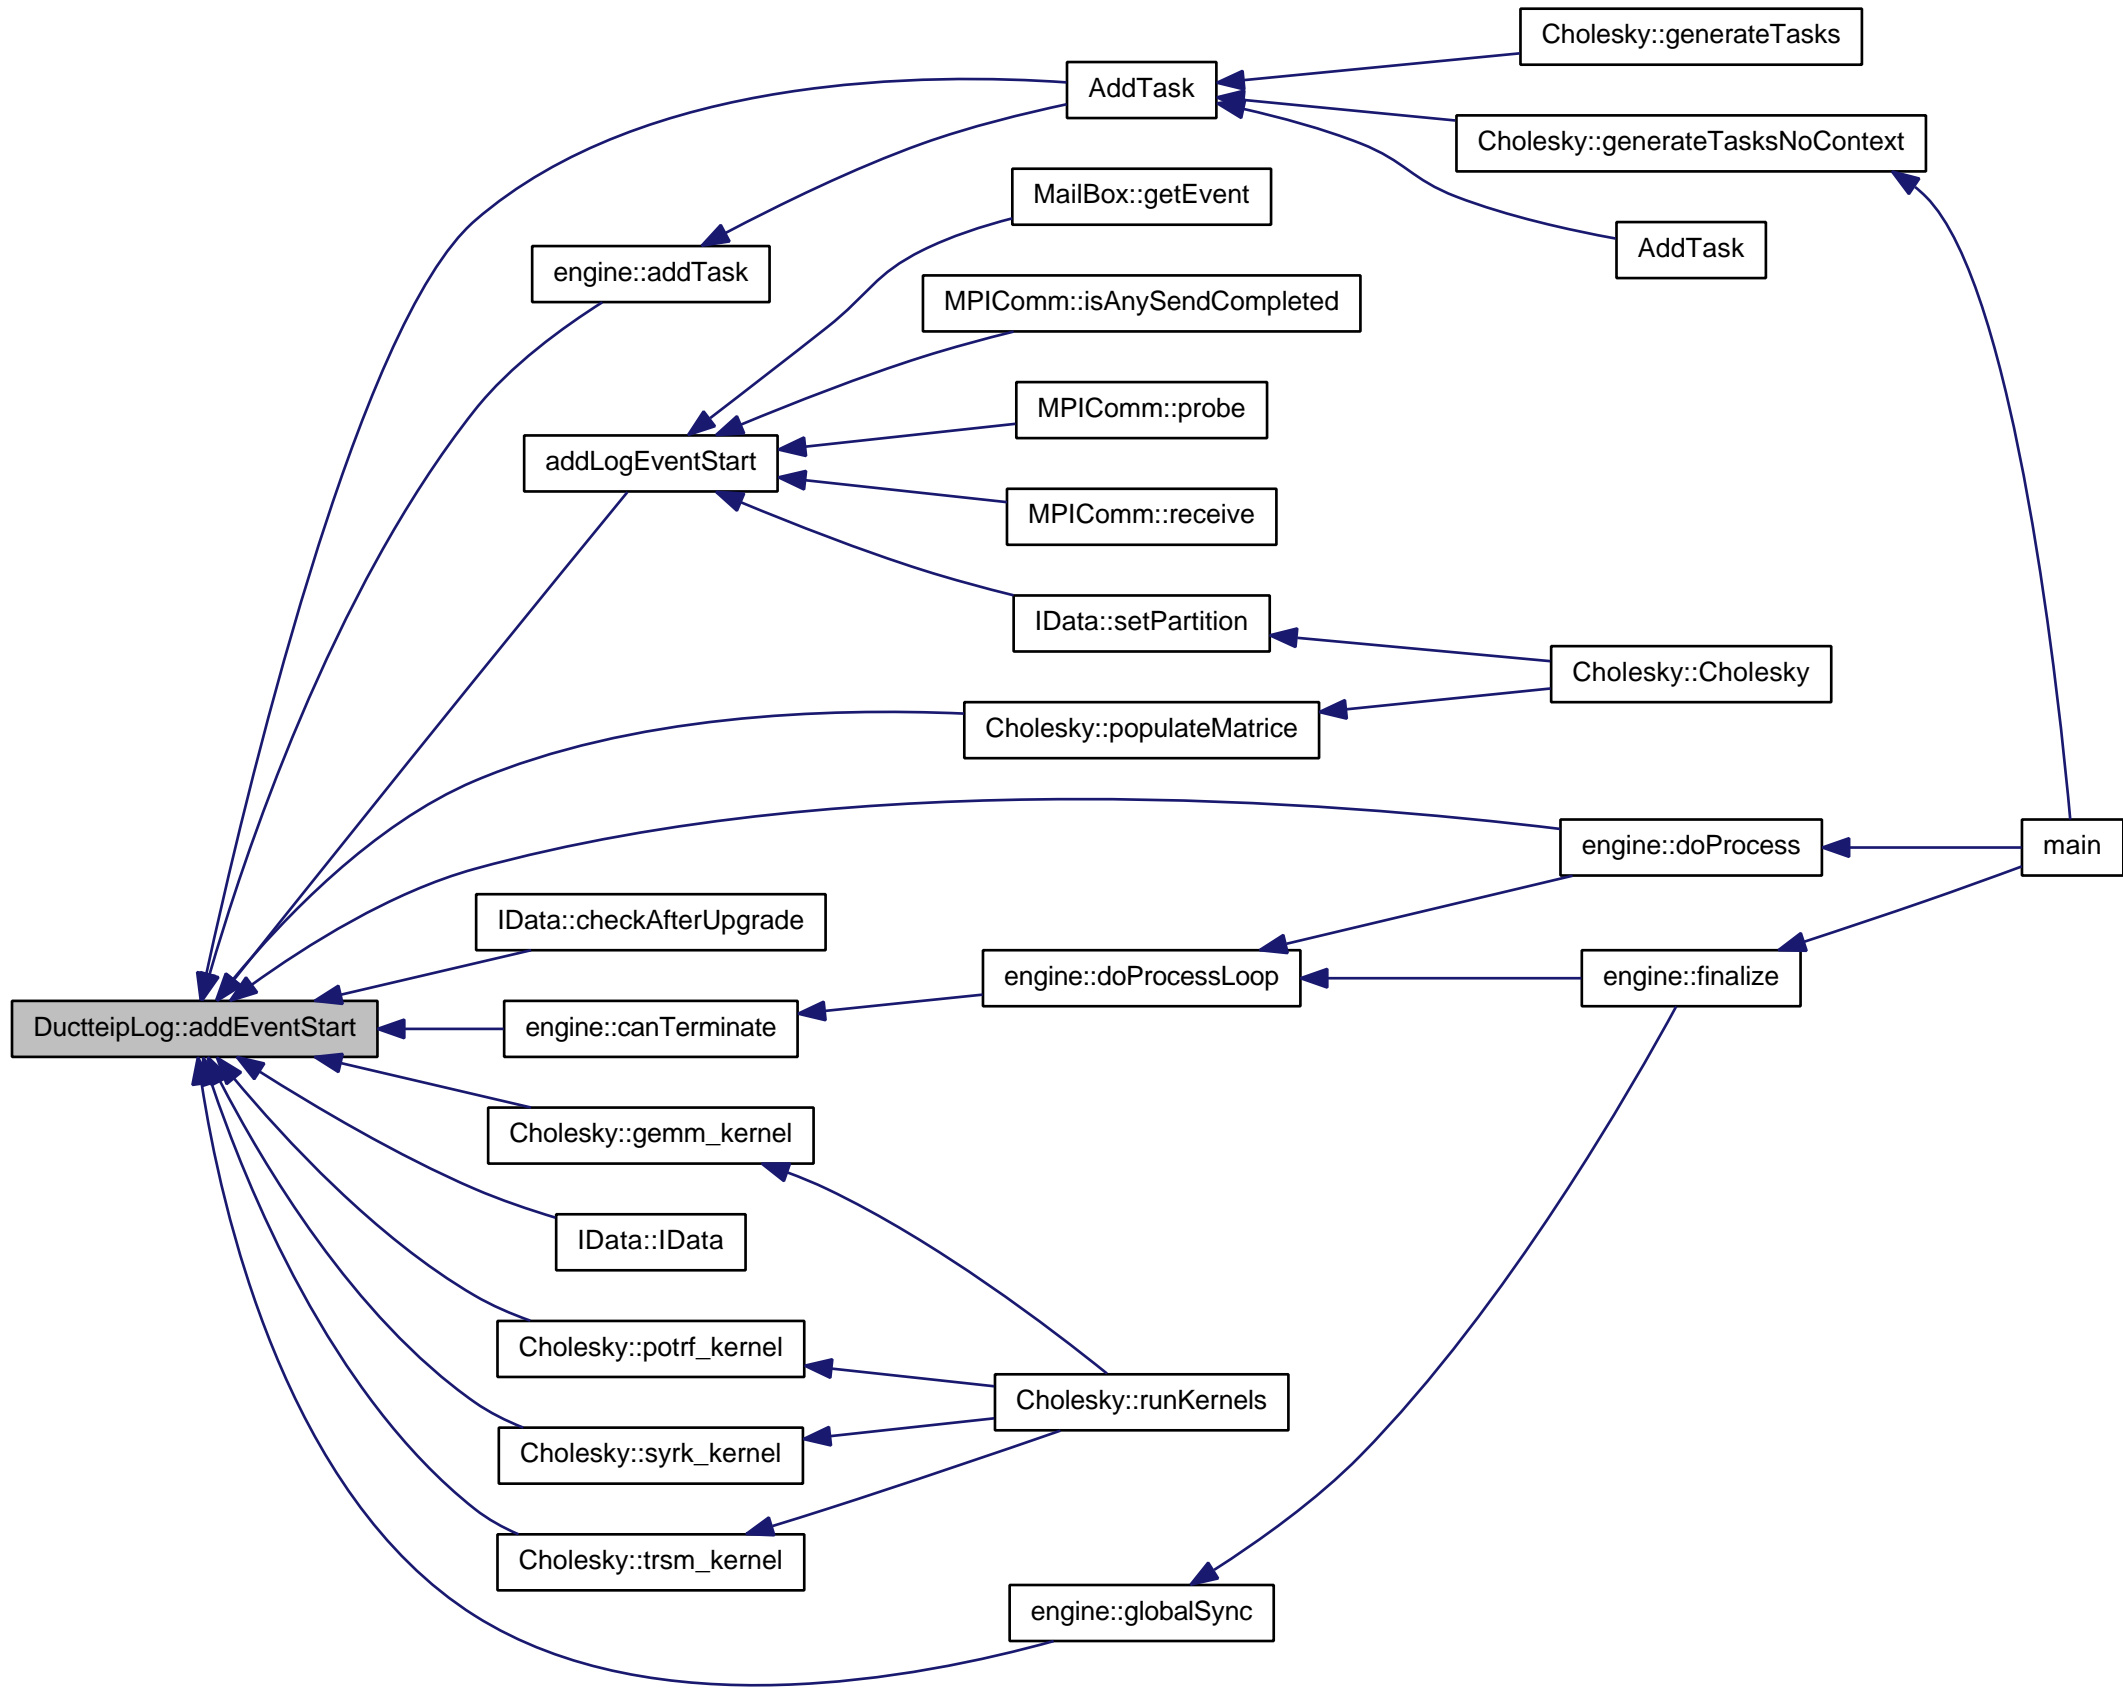 Cholesky::generateTasks
AddTask
Cholesky::generateTasksNoContext
MailBox::getEvent
AddTask
engine::addTask
MPIComm::isAnySendCompleted
MPIComm::probe
addLogEventStart
MPIComm::receive
IData::setPartition
Cholesky::Cholesky
Cholesky::populateMatrice
engine::doProcess
main
IData::checkAfterUpgrade
engine::doProcessLoop
engine::finalize
DuctteipLog::addEventStart
engine::canTerminate
Cholesky::gemm_kernel
IData::IData
Cholesky::potrf_kernel
Cholesky::runKernels
Cholesky::syrk_kernel
Cholesky::trsm_kernel
engine::globalSync